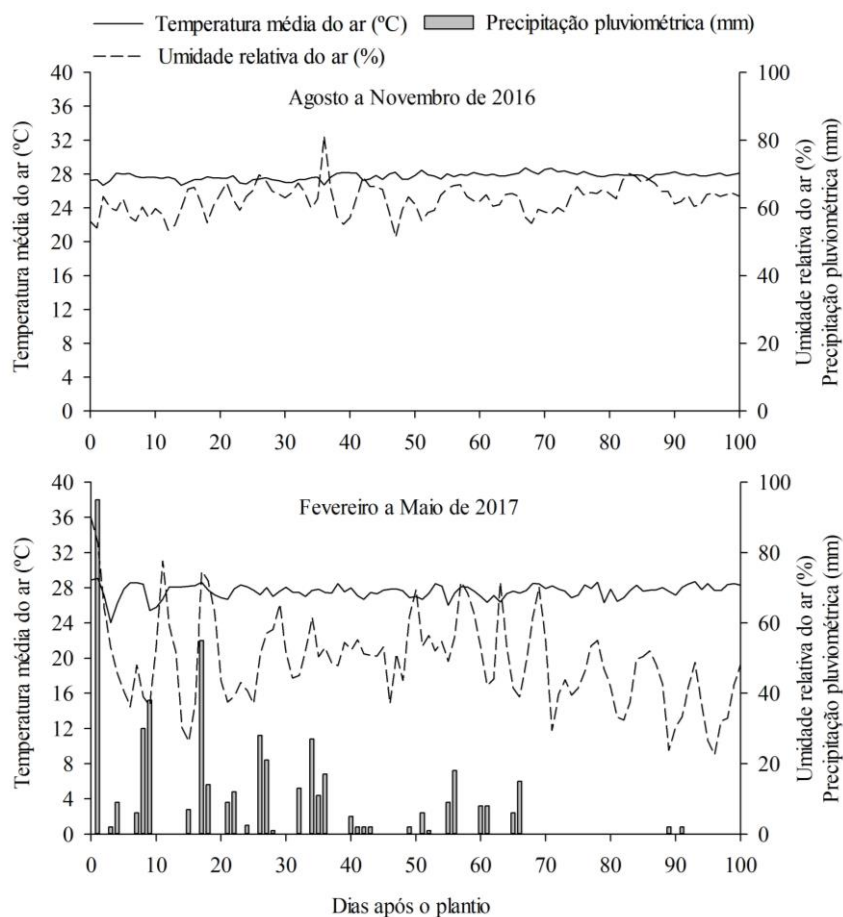 Temperatura média do ar (ºC) Precipitação pluviométrica (mm)
Umidade relativa do ar (%)
Agosto a Novembro de 2016
Temperatura média do ar (ºC)
40
36
32
28
24
20
16
12
8
4
0
100
80
60
40
20
0
Umidade relativa do ar (%)
Precipitação pluviométrica (mm)
0 10 20 30 40 50 60 70 80 90 100
Fevereiro a Maio de 2017
Temperatura média do ar (ºC)
40
36
32
28
24
20
16
12
8
4
0
100
80
60
40
20
0
Umidade relativa do ar (%)
Precipitação pluviométrica (mm)
0 10 20 30 40 50 60 70 80 90 100
Dias após o plantio